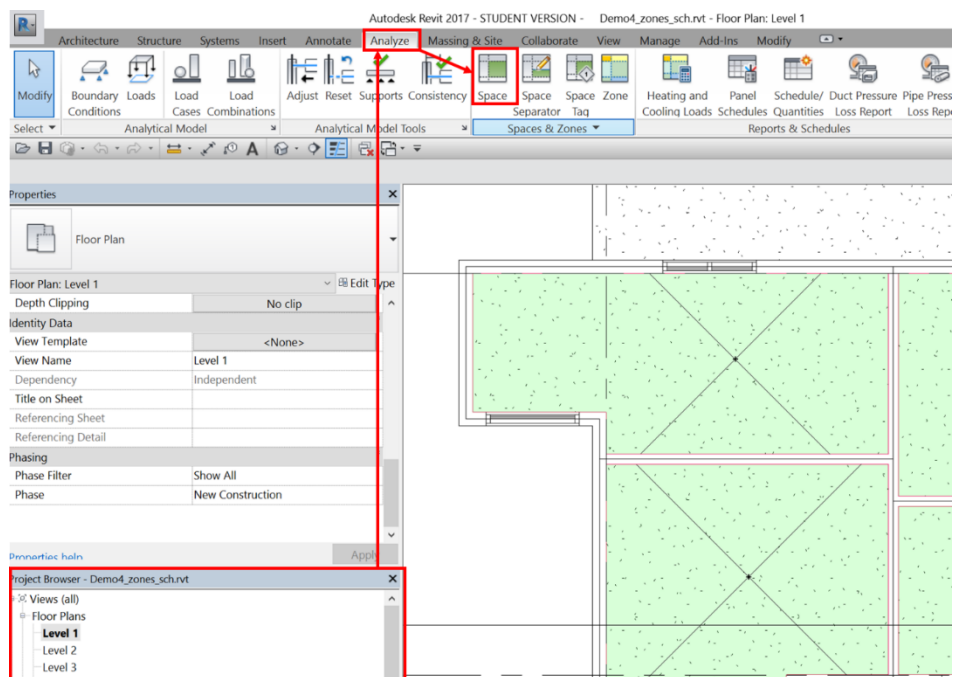 Autodesk Revit 2017 - STUDENT VERSION - Demo4_zones_sch.rvt - Floor Plan: Level 1
R
Architecture Structure Systems Insert Annotate Analyze Massing & Site Collaborate View Manage Add-Ins Modify
Modify Boundary Loads Load Load Adjust Reset Supports Consistency Space Space Space Zone Heating and Panel Schedule/ Duct Pressure Pipe Press
Conditions Cases Combinations Separator Tag Cooling Loads Schedules Quantities Loss Report Loss Repo
Select Analytical Model Analytical Model Tools Spaces & Zones Reports & Schedules
A
Properties
Floor Plan
Floor Plan: Level 1 Edit Type
Depth Clipping No clip
Identity Data
View Template <None>
View Name Level 1
Dependency Independent
Title on Sheet
Referencing Sheet
Referencing Detail
Phasing
Phase Filter Show All
Phase New Construction
Properties help Apply
Project Browser - Demo4_zones_sch.rvt
Views (all)
Floor Plans
Level 1
Level 2
Level 3